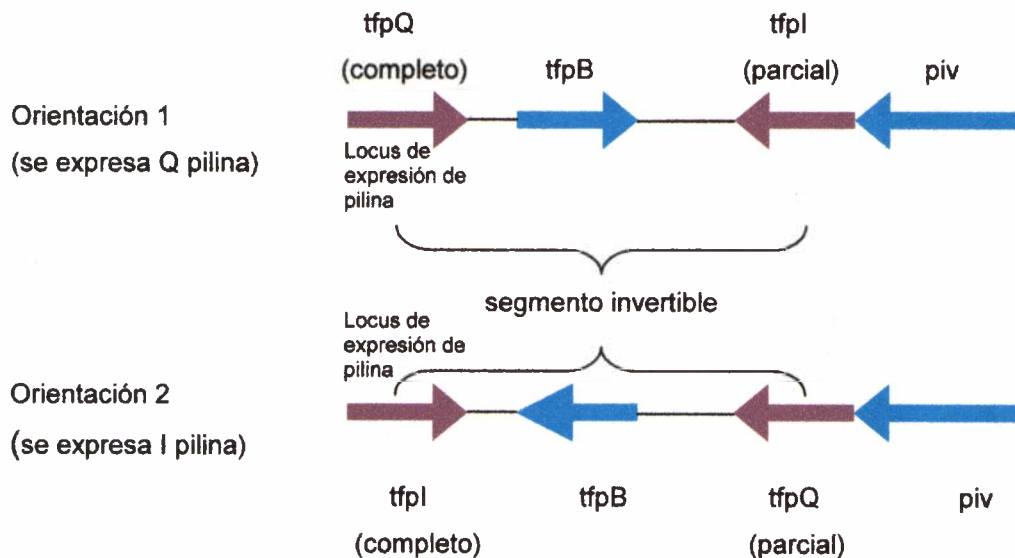 tfpQ
tfpI
(completo)
tfpB
(parcial)
piv
Orientación 1
(se expresa Q pilina)
Locus de
expresión de
pilina
segmento invertible
Locus de
expresión de
pilina
Orientación 2
(se expresa I pilina)
tfpI
tfpB
tfpQ
piv
(completo)
(parcial)